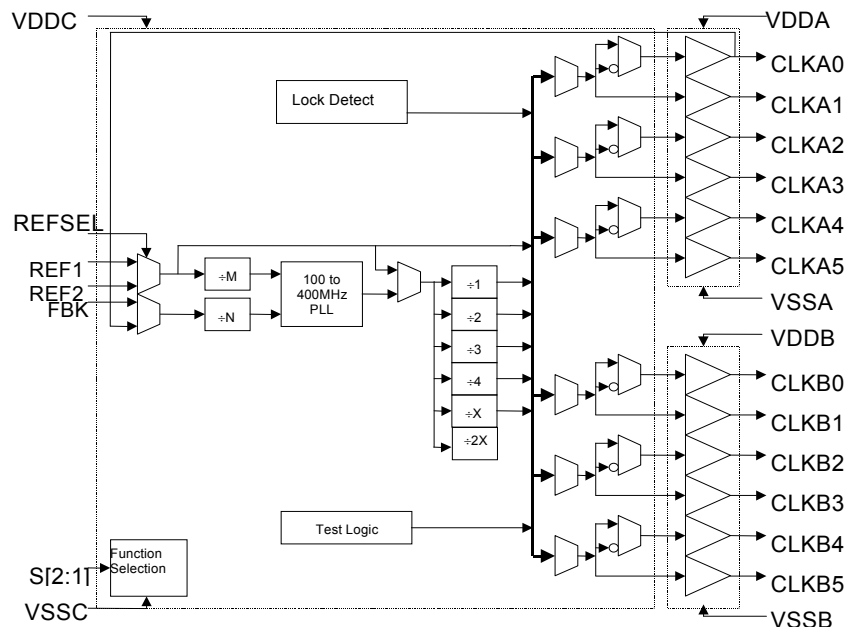 VDDC
VDDA
CLKA0
Lock Detect
CLKA1
CLKA2
CLKA3
CLKA4
REFSEL
CLKA5
REF1
÷M
100 to
400MHz
PLL
÷1
REF2
FBK
÷N
÷2
VSSA
÷3
VDDB
÷4
CLKB0
÷X
CLKB1
÷2X
CLKB2
CLKB3
Test Logic
CLKB4
Function
Selection
S[2:1]
CLKB5
VSSC
VSSB